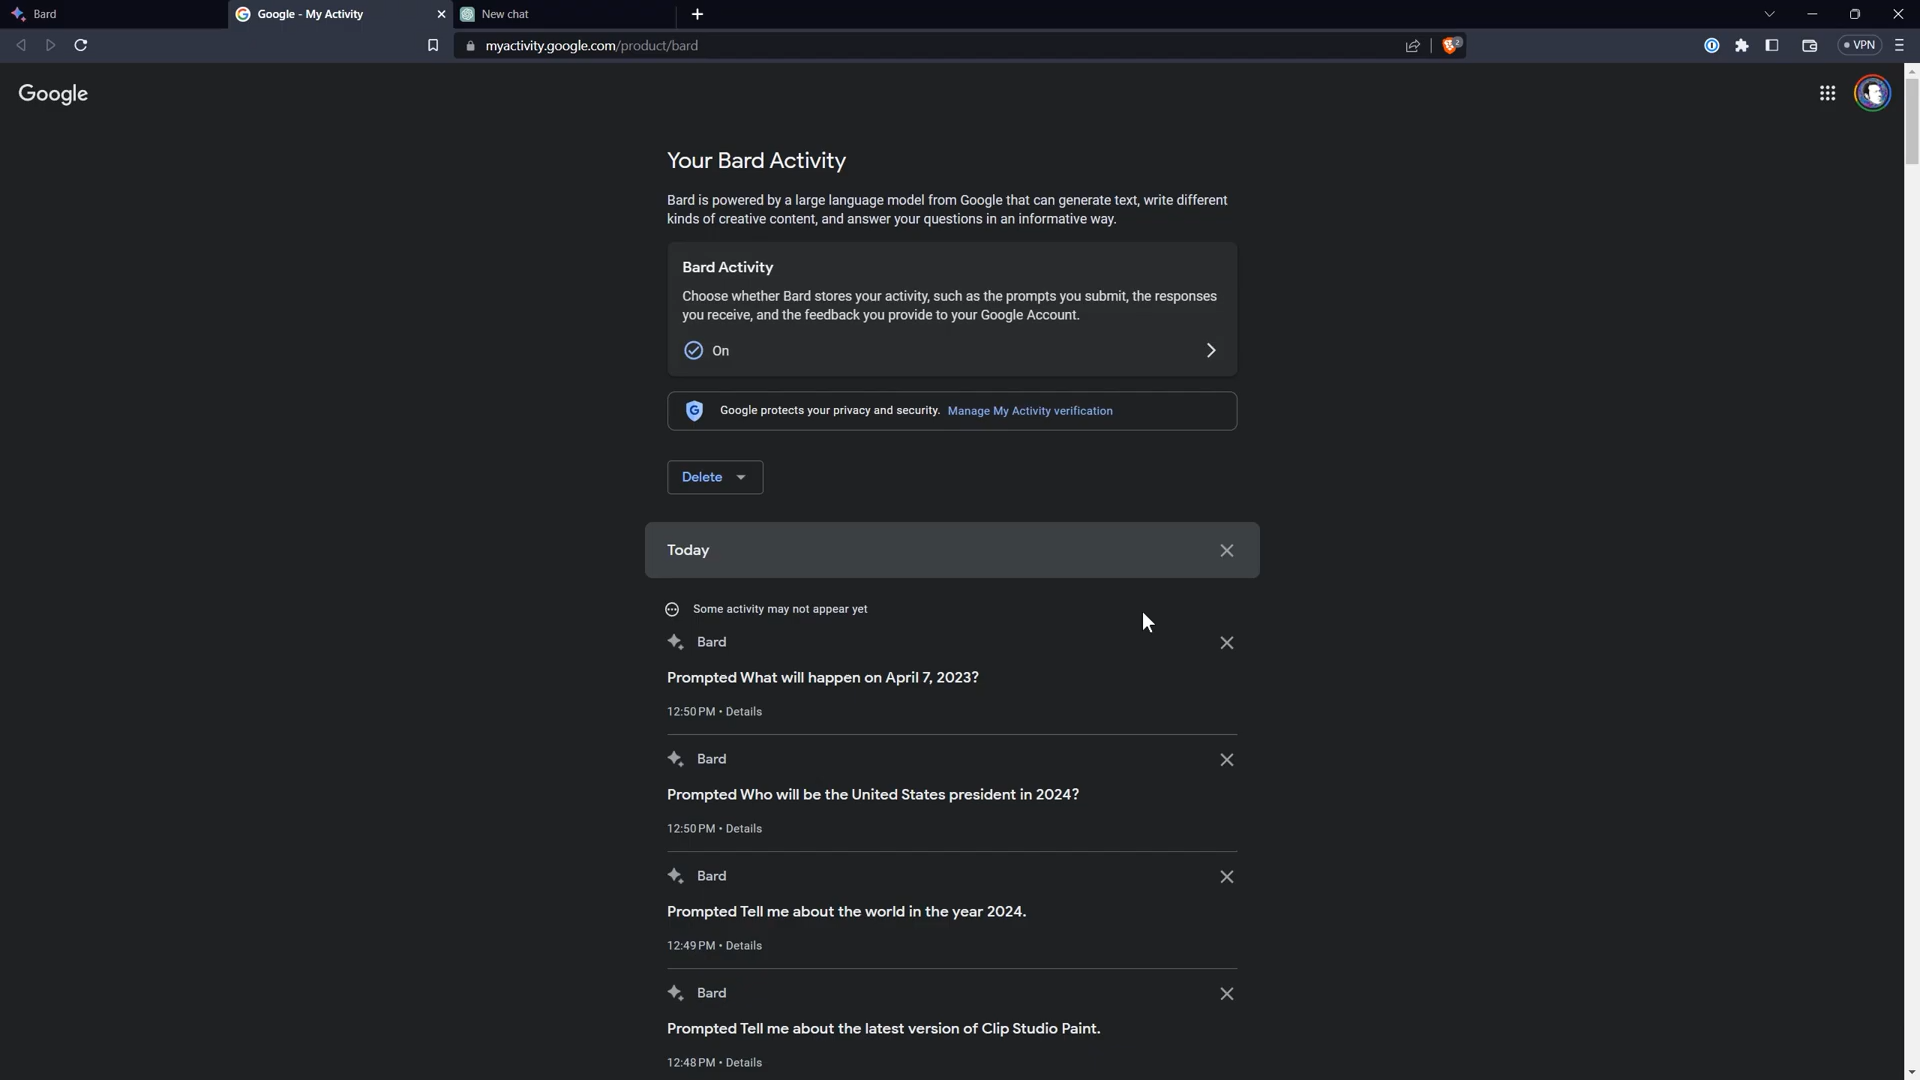 Bard
Google - My Activity
New chat
myactivity.google.com/product/bard
2
VPN
Google
Your Bard Activity
Bard is powered by a large language model from Google that can generate text, write different
kinds of creative content, and answer your questions in an informative way.
Bard Activity
Choose whether Bard stores your activity, such as the prompts you submit, the responses
you receive, and the feedback you provide to your Google Account.
On
Google protects your privacy and security. Manage My Activity verification
Delete
Today
Some activity may not appear yet
Bard
Prompted What will happen on April 7, 2023?
12:50 PM • Details
Bard
Prompted Who will be the United States president in 2024?
12:50 PM • Details
Bard
Prompted Tell me about the world in the year 2024.
12:49 PM • Details
Bard
Prompted Tell me about the latest version of Clip Studio Paint.
12:48 PM • Details